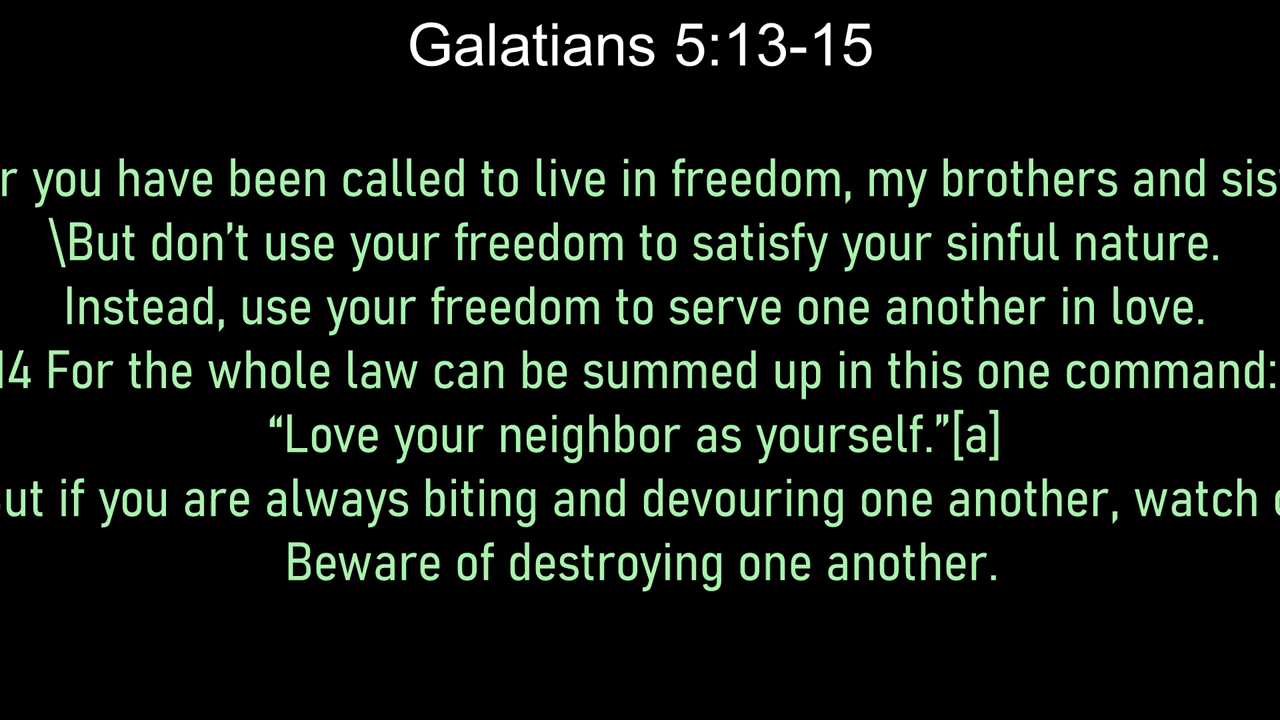 Galatians 5:13-15
r you have been called to live in freedom, my brothers and sis
\But don’t use your freedom to satisfy your sinful nature.
Instead, use your freedom to serve one another in love.
14 For the whole law can be summed up in this one command:
“Love your neighbor as yourself.”[a]
ut if you are always biting and devouring one another, watch
Beware of destroying one another.